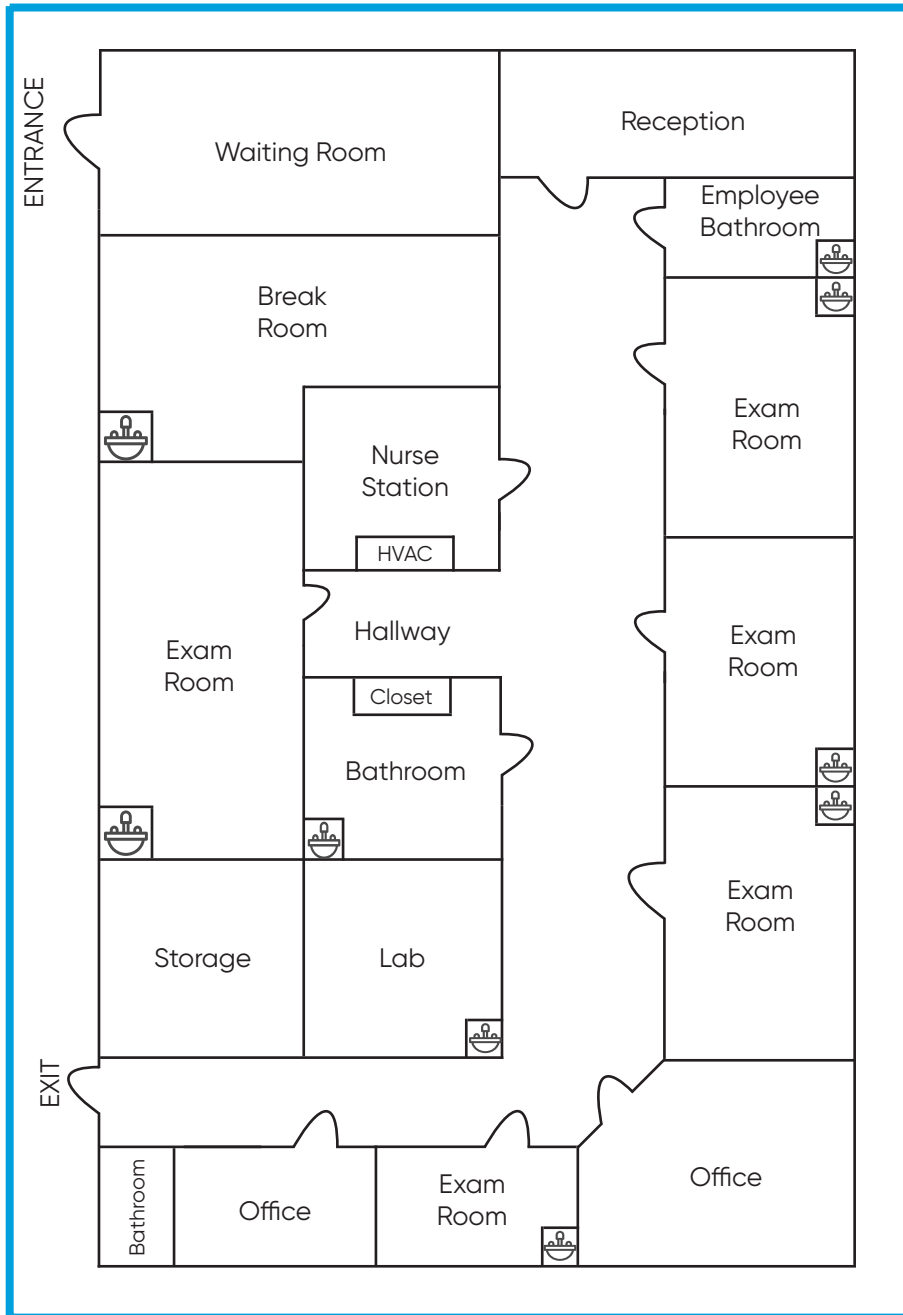 ENTRANCE
Waiting Room
Reception
Employee
Bathroom
Break
Room
Exam
Room
Nurse
Station
HVAC
Hallway
Exam
Room
Exam
Room
Closet
Bathroom
Exam
Room
Storage
Lab
EXIT
Bathroom
Office
Exam
Room
Office